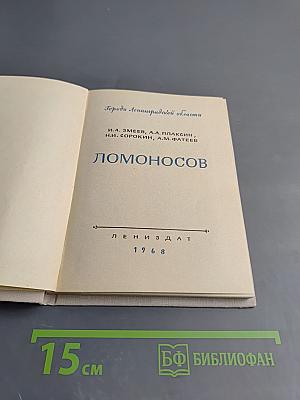 Города Ленинградской области
И.А. ЗМЕЕВ, А.А. ПЛАКСИН,
Н.И. СОРОКИН, А.М. ФАТЕЕВ
ЛОМОНОСОВ
ЛЕНИЗДАТ
1968
15 см
БФ БИБЛИОФАН